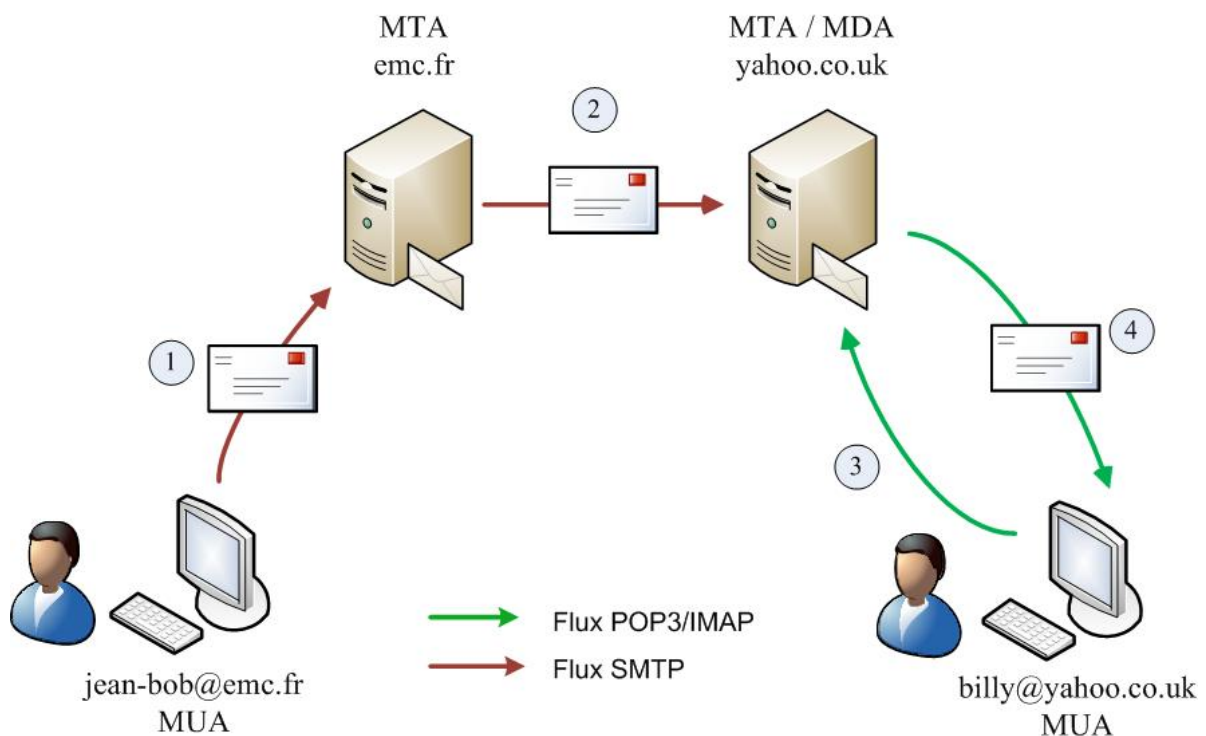 MTA
emc.fr
MTA / MDA
yahoo.co.uk
2
1
4
3
Flux POP3/IMAP
Flux SMTP
jean-bob@emc.fr
MUA
billy@yahoo.co.uk
MUA